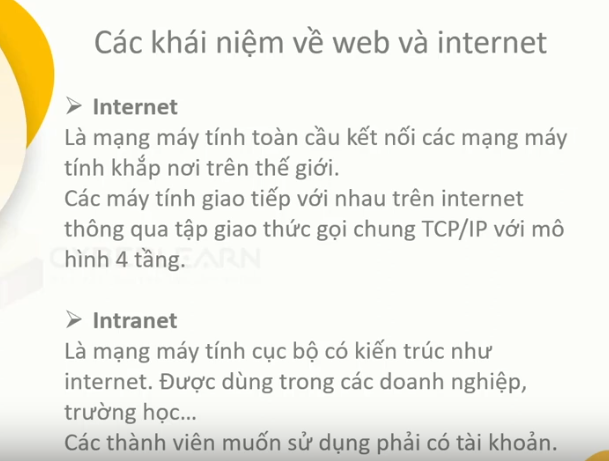 Các khái niệm về web và internet
➤ Internet
Là mạng máy tính toàn cầu kết nối các mạng máy
tính khắp nơi trên thế giới.
Các máy tính giao tiếp với nhau trên internet
thông qua tập giao thức gọi chung TCP/IP với mô
hình 4 tầng.
➤ Intranet
Là mạng máy tính cục bộ có kiến trúc như
internet. Được dùng trong các doanh nghiệp,
trường học...
Các thành viên muốn sử dụng phải có tài khoản.